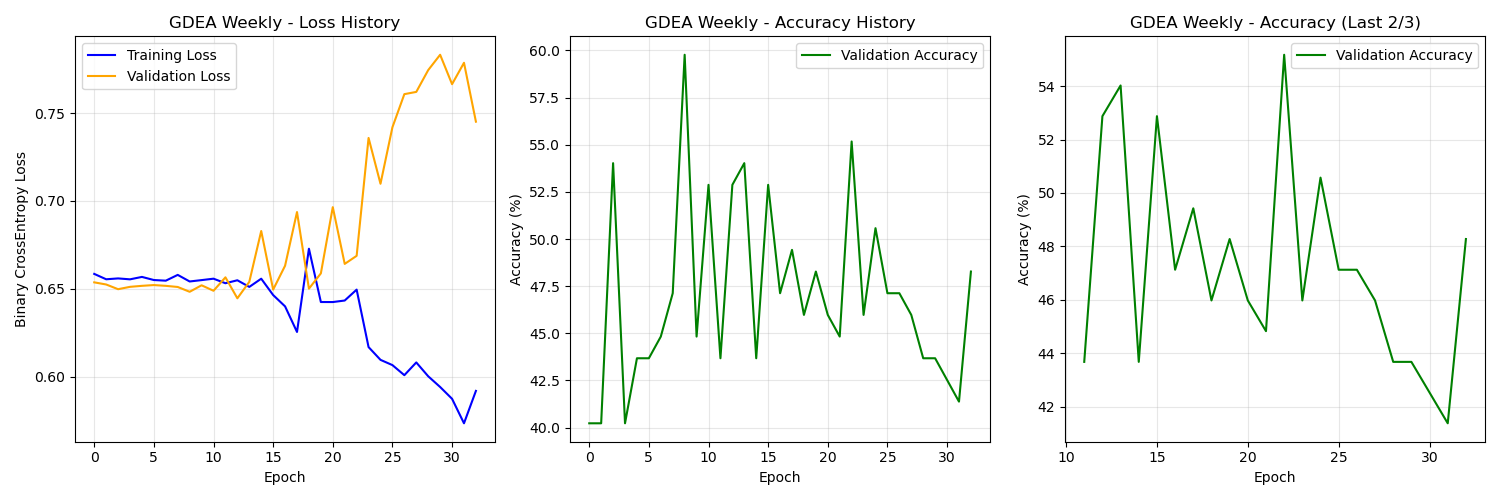 GDEA Weekly - Loss History
Training Loss
Validation Loss
Binary CrossEntropy Loss
0.75
0.70
0.65
0.60
0 5 10 15 20 25 30
Epoch
GDEA Weekly - Accuracy History
Validation Accuracy
Accuracy (%)
60.0
57.5
55.0
52.5
50.0
47.5
45.0
42.5
40.0
0 5 10 15 20 25 30
Epoch
GDEA Weekly - Accuracy (Last 2/3)
Validation Accuracy
Accuracy (%)
54
52
50
48
46
44
42
10 15 20 25 30
Epoch